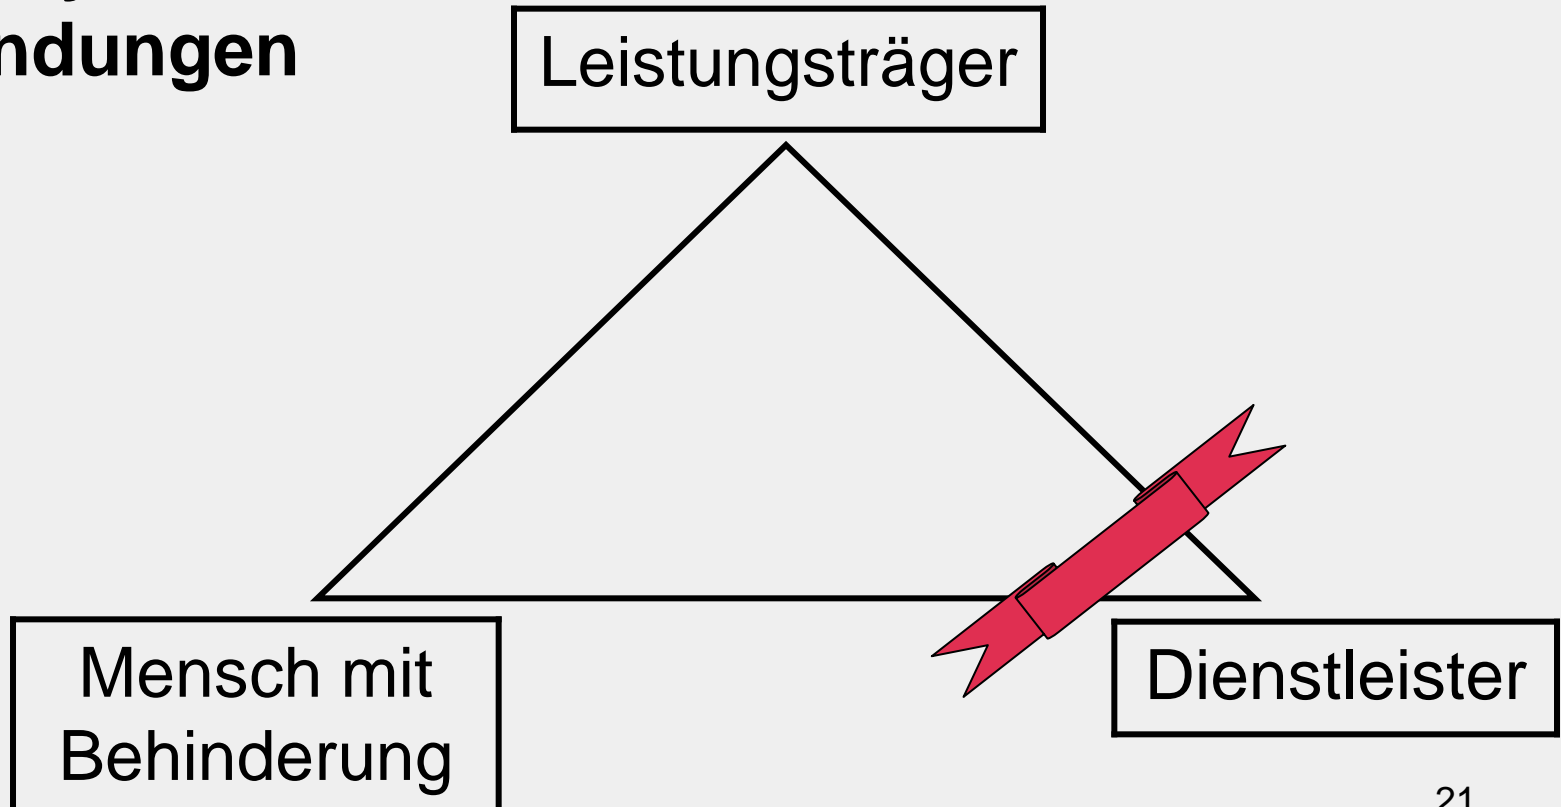 ndungen
Leistungsträger
Mensch mit
Behinderung
Dienstleister
21